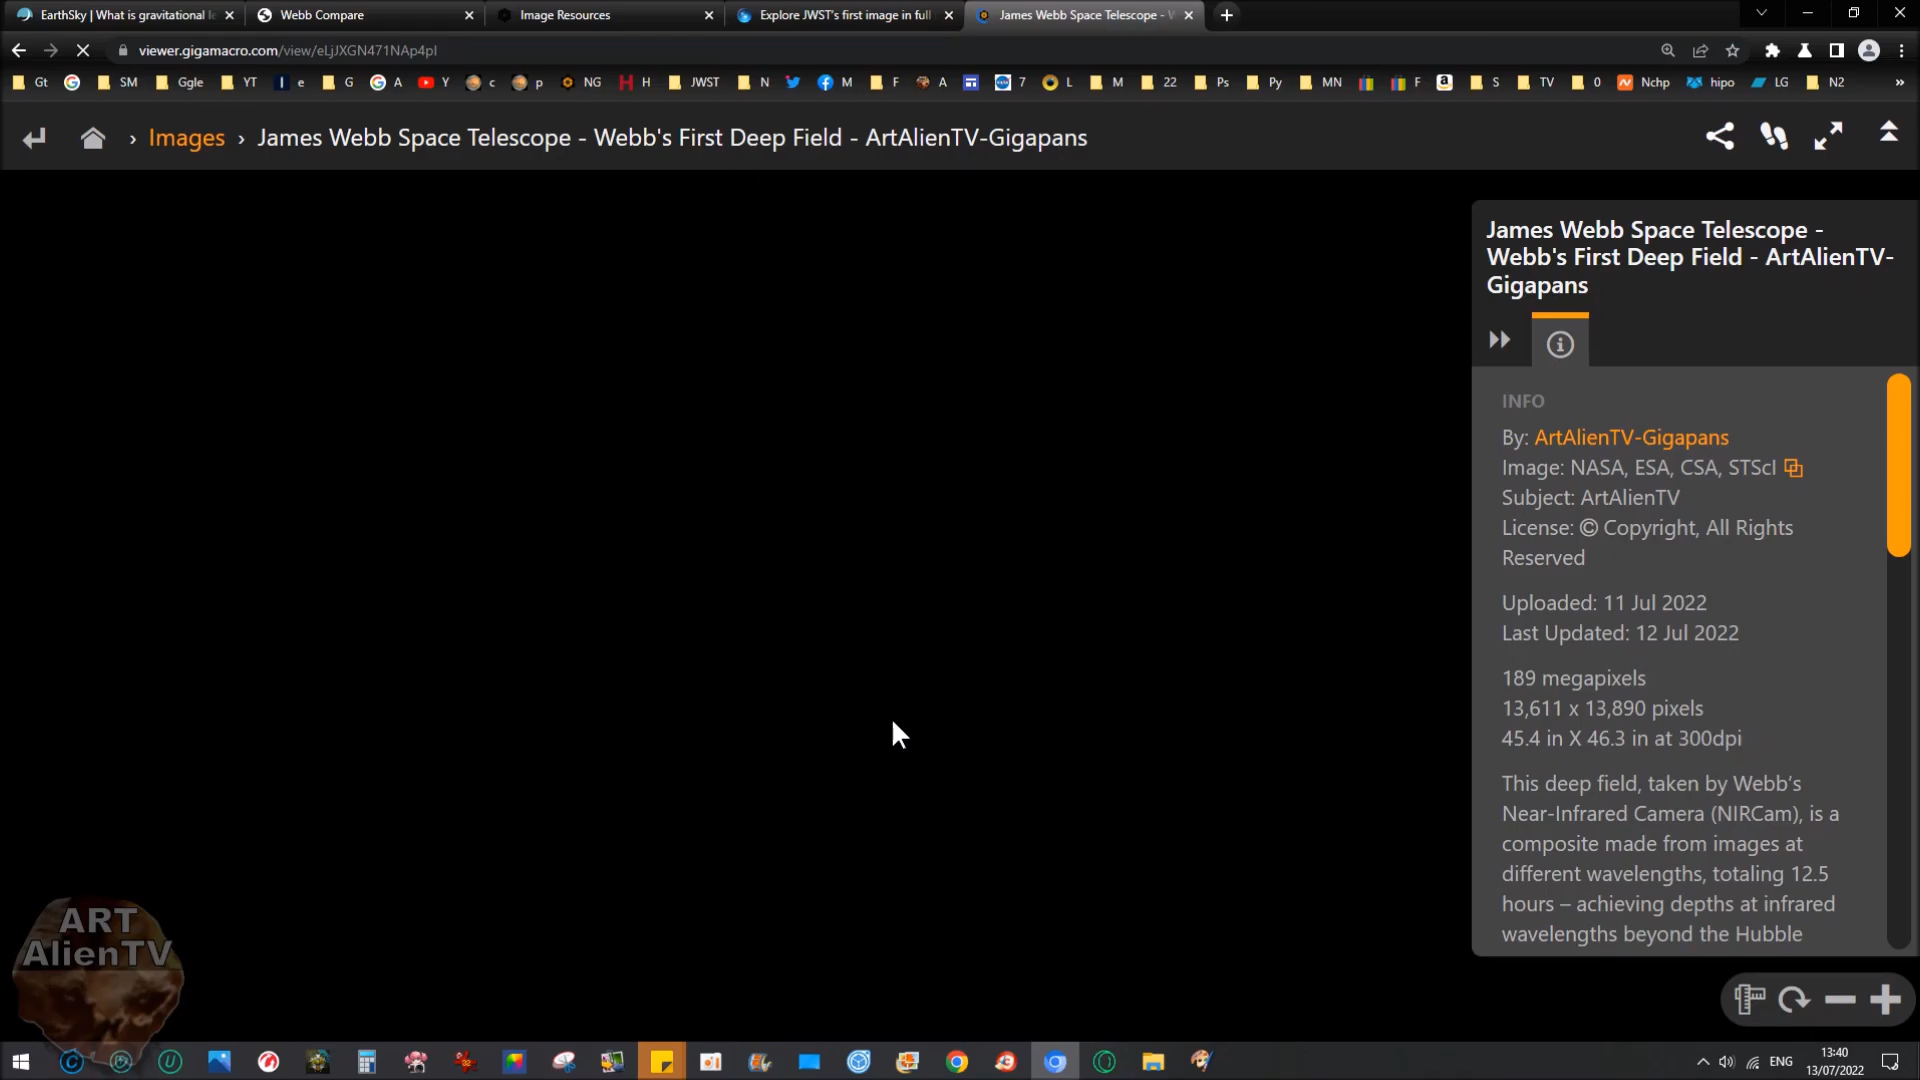 EarthSky | What is gravitational le
Webb Compare
Image Resources
Explore JWST's first image in full
James Webb Space Telescope - W
viewer.gigamacro.com/view/eLjJXGN471NAp4pI
Gt SM Ggle YT e G A Y c p NG H JWST N M F A 7 L M 22 Ps Py MN F S TV 0 Nchp hipo LG N2 »
› Images › James Webb Space Telescope - Webb's First Deep Field - ArtAlienTV-Gigapans
James Webb Space Telescope -
Webb's First Deep Field - ArtAlienTV-
Gigapans
INFO
By: ArtAlienTV-Gigapans
Image: NASA, ESA, CSA, STScI
Subject: ArtAlienTV
License: © Copyright, All Rights
Reserved
Uploaded: 11 Jul 2022
Last Updated: 12 Jul 2022
189 megapixels
13,611 x 13,890 pixels
45.4 in X 46.3 in at 300dpi
This deep field, taken by Webb’s
Near-Infrared Camera (NIRCam), is a
composite made from images at
different wavelengths, totaling 12.5
hours – achieving depths at infrared
wavelengths beyond the Hubble
ART
AlienTV
ENG
13:40
13/07/2022